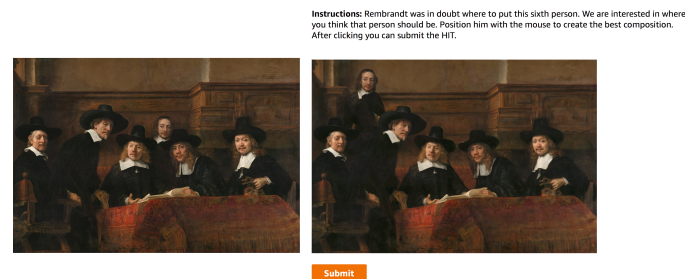 Instructions: Rembrandt was in doubt where to put this sixth person. We are interested in where
you think that person should be. Position him with the mouse to create the best composition.
After clicking you can submit the HIT.
Submit